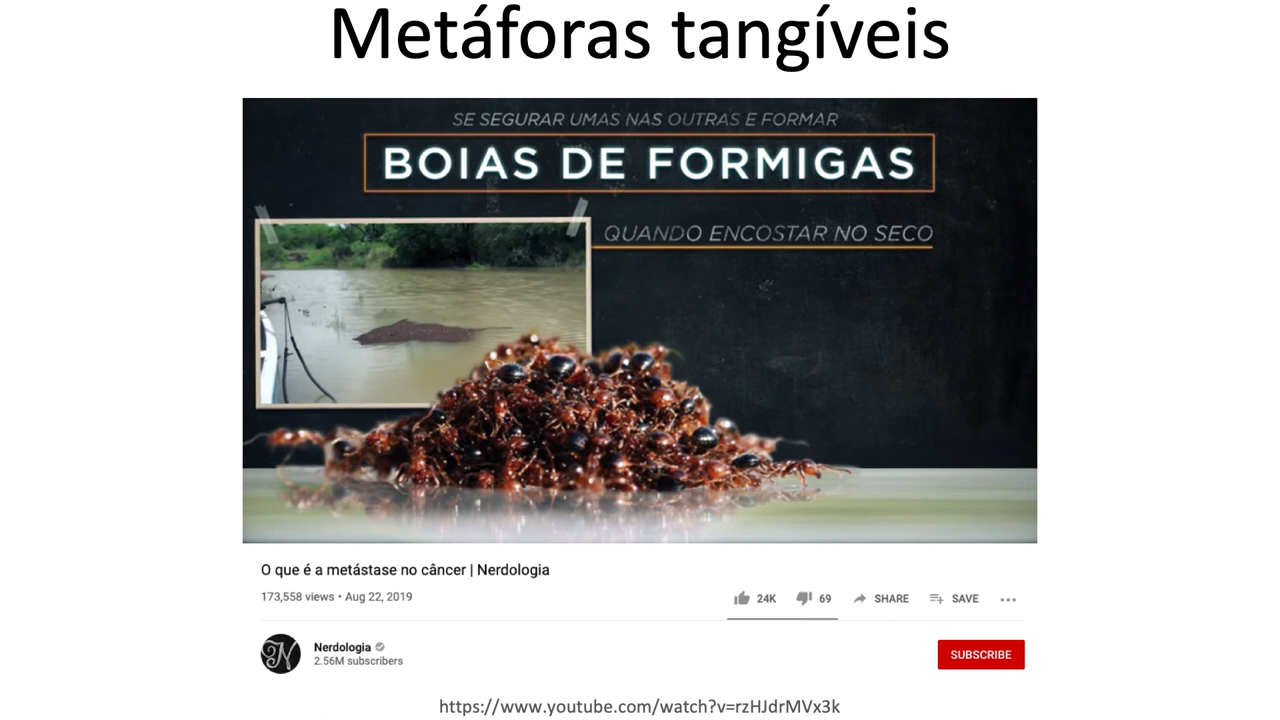 Metáforas tangíveis
SE SEGURAR UMAS NAS OUTRAS E FORMAR
BOIAS DE FORMIGAS
QUANDO ENCOSTAR NO SECO
O que é a metástase no câncer | Nerdologia
173,558 views • Aug 22, 2019
24K 69 SHARE SAVE
Nerdologia
2.56M subscribers
SUBSCRIBE
https://www.youtube.com/watch?v=rzHJdrMVx3k